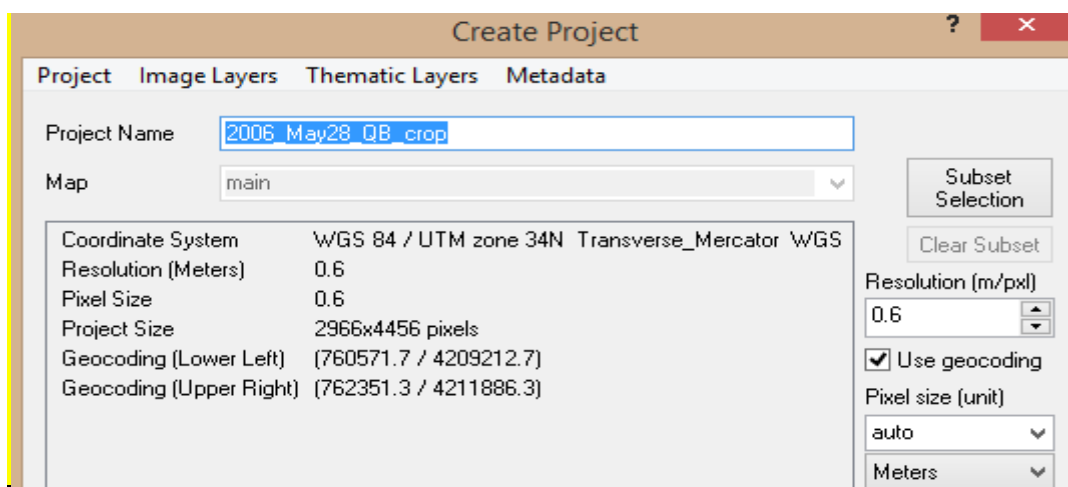 Create Project
?
×
Project Image Layers Thematic Layers Metadata
Project Name 2006_May28_QB_crop
Map main
Subset
Selection
Coordinate System WGS 84 / UTM zone 34N Transverse_Mercator WGS
Clear Subset
Resolution (Meters) 0.6
Resolution (m/pxl)
Pixel Size 0.6
0.6
Project Size 2966x4456 pixels
Geocoding (Lower Left) (760571.7 / 4209212.7)
Use geocoding
Geocoding (Upper Right) (762351.3 / 4211886.3)
Pixel size (unit)
auto
Meters